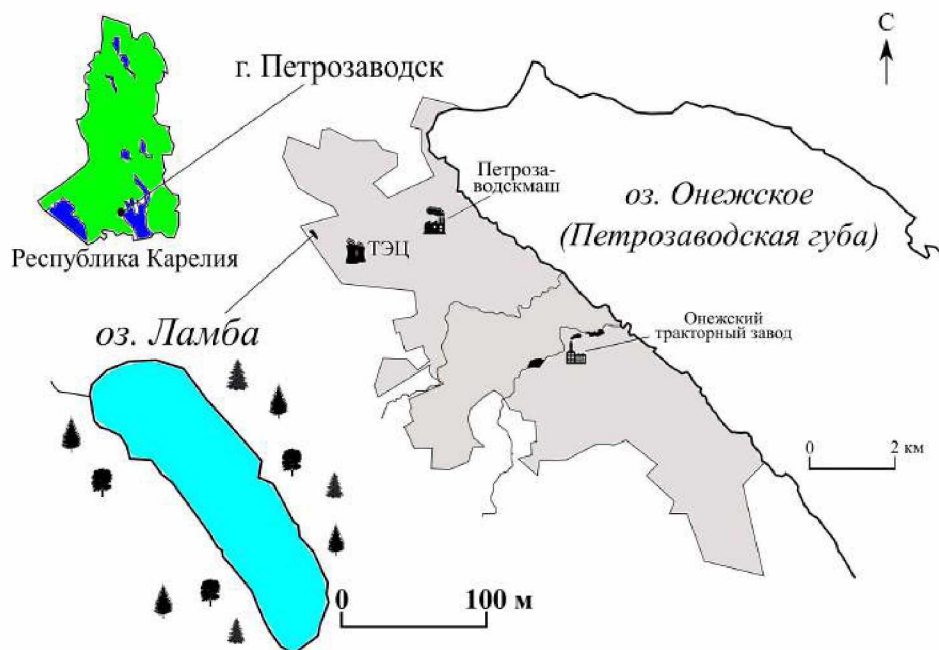 С
г. Петрозаводск
Петроза-
водскмаш
оз. Онежское
(Петрозаводская губа)
ТЭЦ
Республика Карелия
оз. Ламба
Онежский
тракторный завод
0 2 км
0 100 м